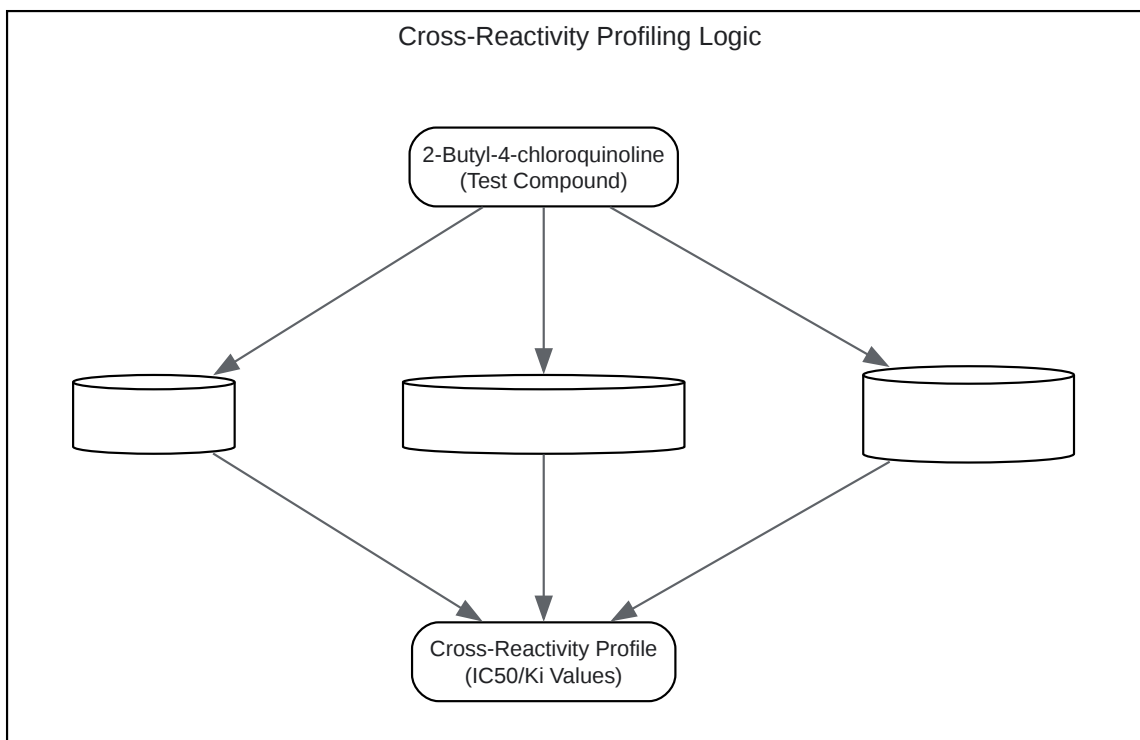 Cross-Reactivity Profiling Logic
2-Butyl-4-chloroquinoline
(Test Compound)
Cross-Reactivity Profile
(IC50/Ki Values)